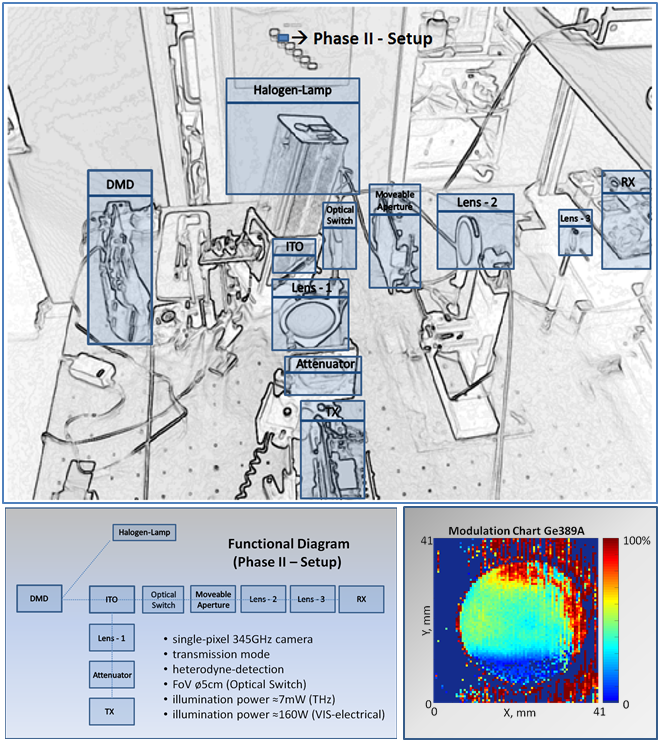 → Phase II - Setup
Halogen-Lamp
DMD
Moveable
Aperture
RX
Optical
Switch
Lens - 2
Lens - 3
ITO
Lens - 1
Attenuator
TX
Halogen-Lamp
Functional Diagram
(Phase II – Setup)
DMD
ITO
Optical
Switch
Moveable
Aperture
Lens - 2
Lens - 3
RX
Lens - 1
Attenuator
TX
• single-pixel 345GHz camera
• transmission mode
• heterodyne-detection
• FoV ø5cm (Optical Switch)
• illumination power ≈7mW (THz)
• illumination power ≈160W (VIS-electrical)
Modulation Chart Ge389A
41
100%
Y, mm
0
0
0
X, mm
41